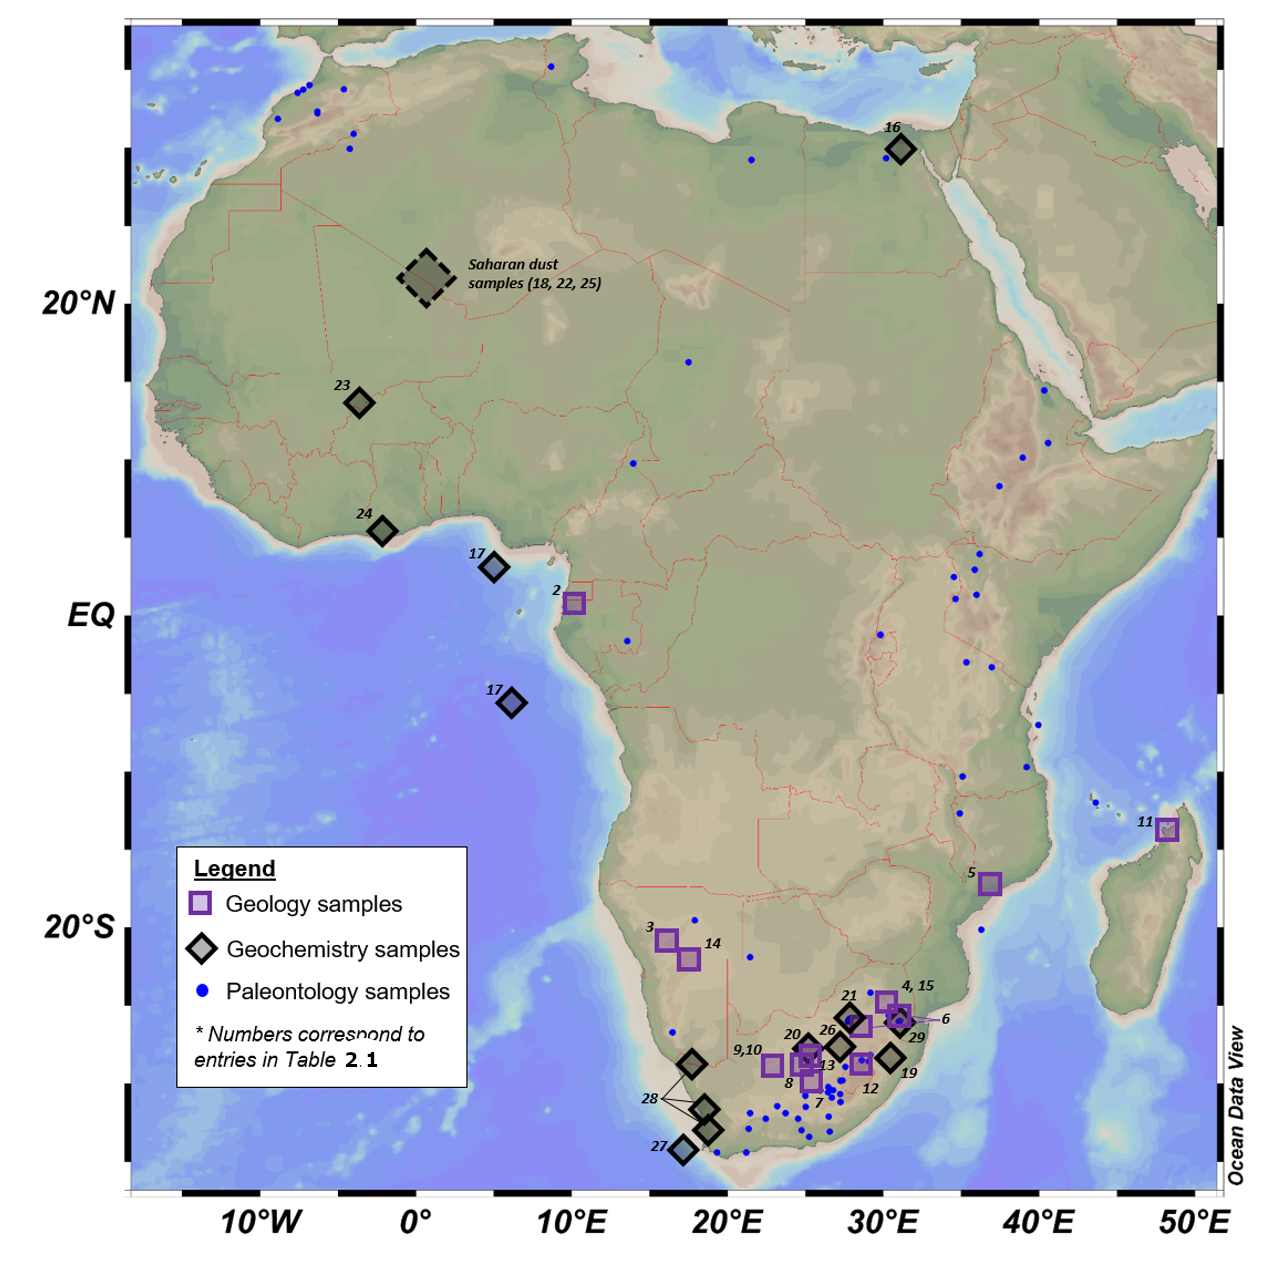 16
Saharan dust
samples (18, 22, 25)
20°N
23
24
17
2
EQ
17
11
5
Legend
Geology samples
Geochemistry samples
Paleontology samples
* Numbers correspond to
entries in Table 2.1
20°S
3
14
4, 15
21
6
26
20
29
9,10
13
19
8
12
7
28
27
Ocean Data View
10°W 0° 10°E 20°E 30°E 40°E 50°E